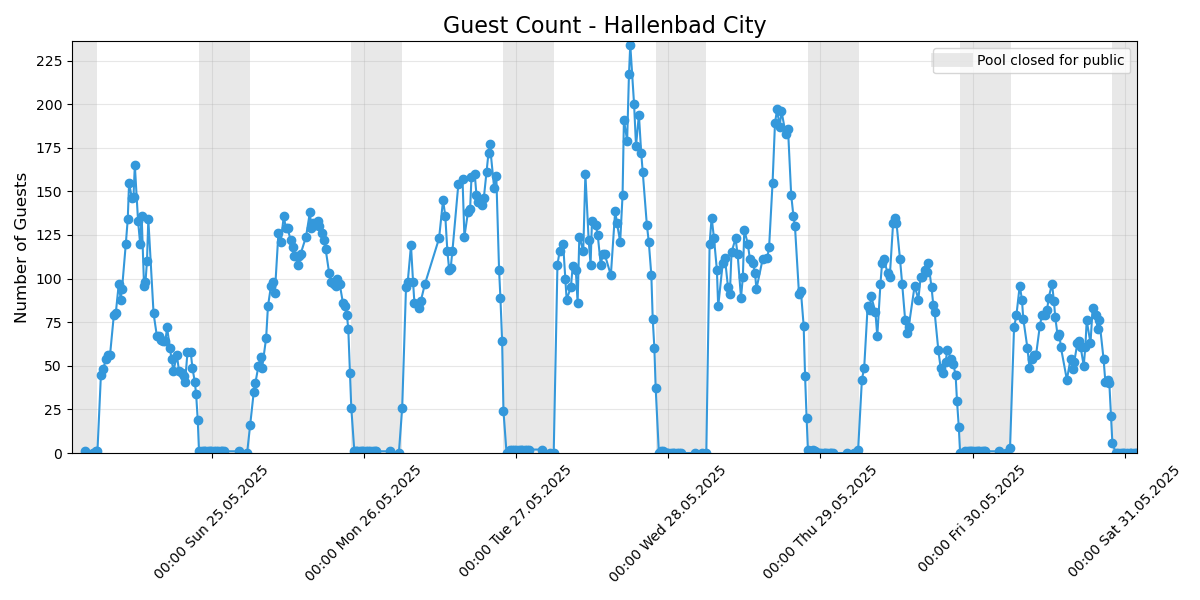 Guest Count - Hallenbad City
Pool closed for public
Number of Guests
225
200
175
150
125
100
75
50
25
0
00:00 Sun 25.05.2025
00:00 Mon 26.05.2025
00:00 Tue 27.05.2025
00:00 Wed 28.05.2025
00:00 Thu 29.05.2025
00:00 Fri 30.05.2025
00:00 Sat 31.05.2025